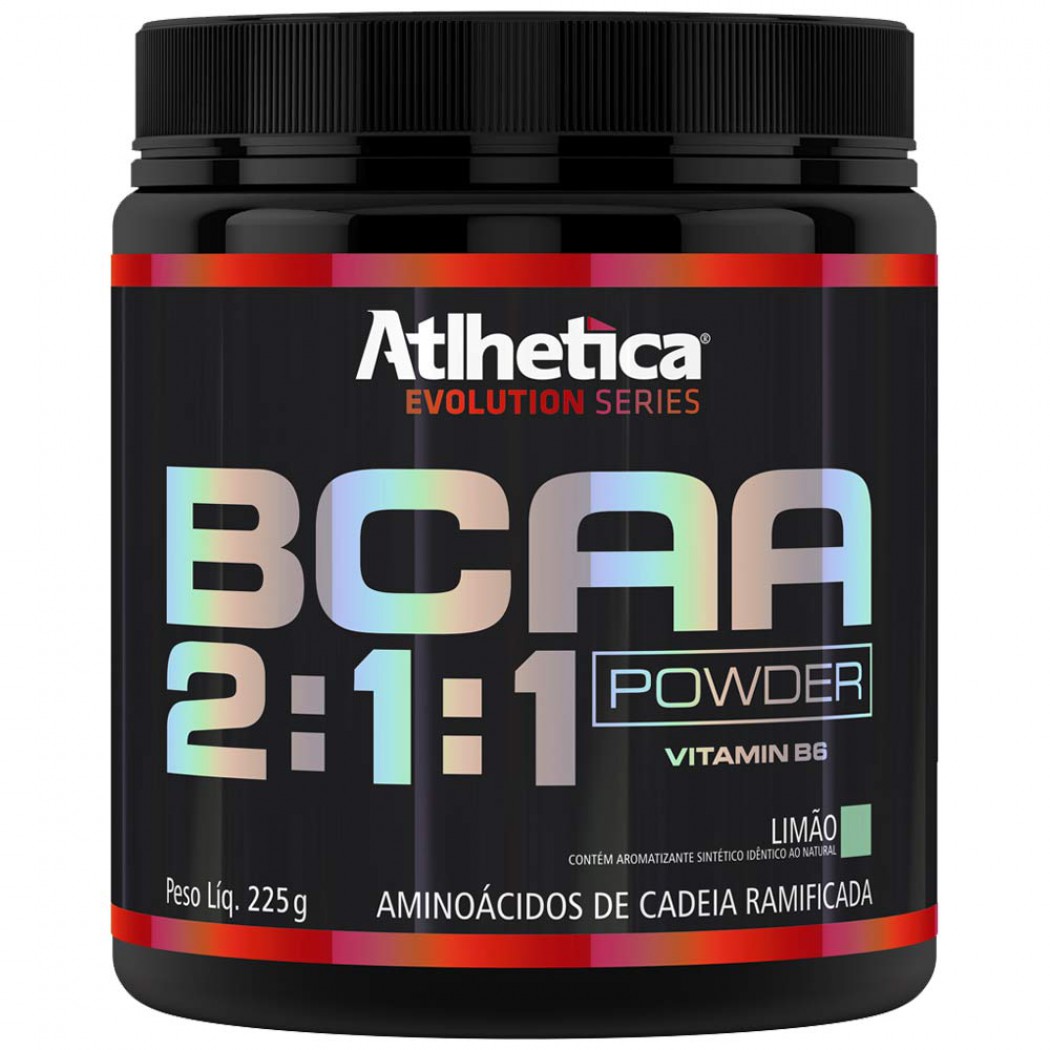 Atlhetica®
EVOLUTION SERIES
BCAA
2:1:1 POWDER
VITAMIN B6
LIMÃO
CONTÉM AROMATIZANTE SINTÉTICO IDÊNTICO AO NATURAL
Peso Líq. 225g AMINOÁCIDOS DE CADEIA RAMIFICADA